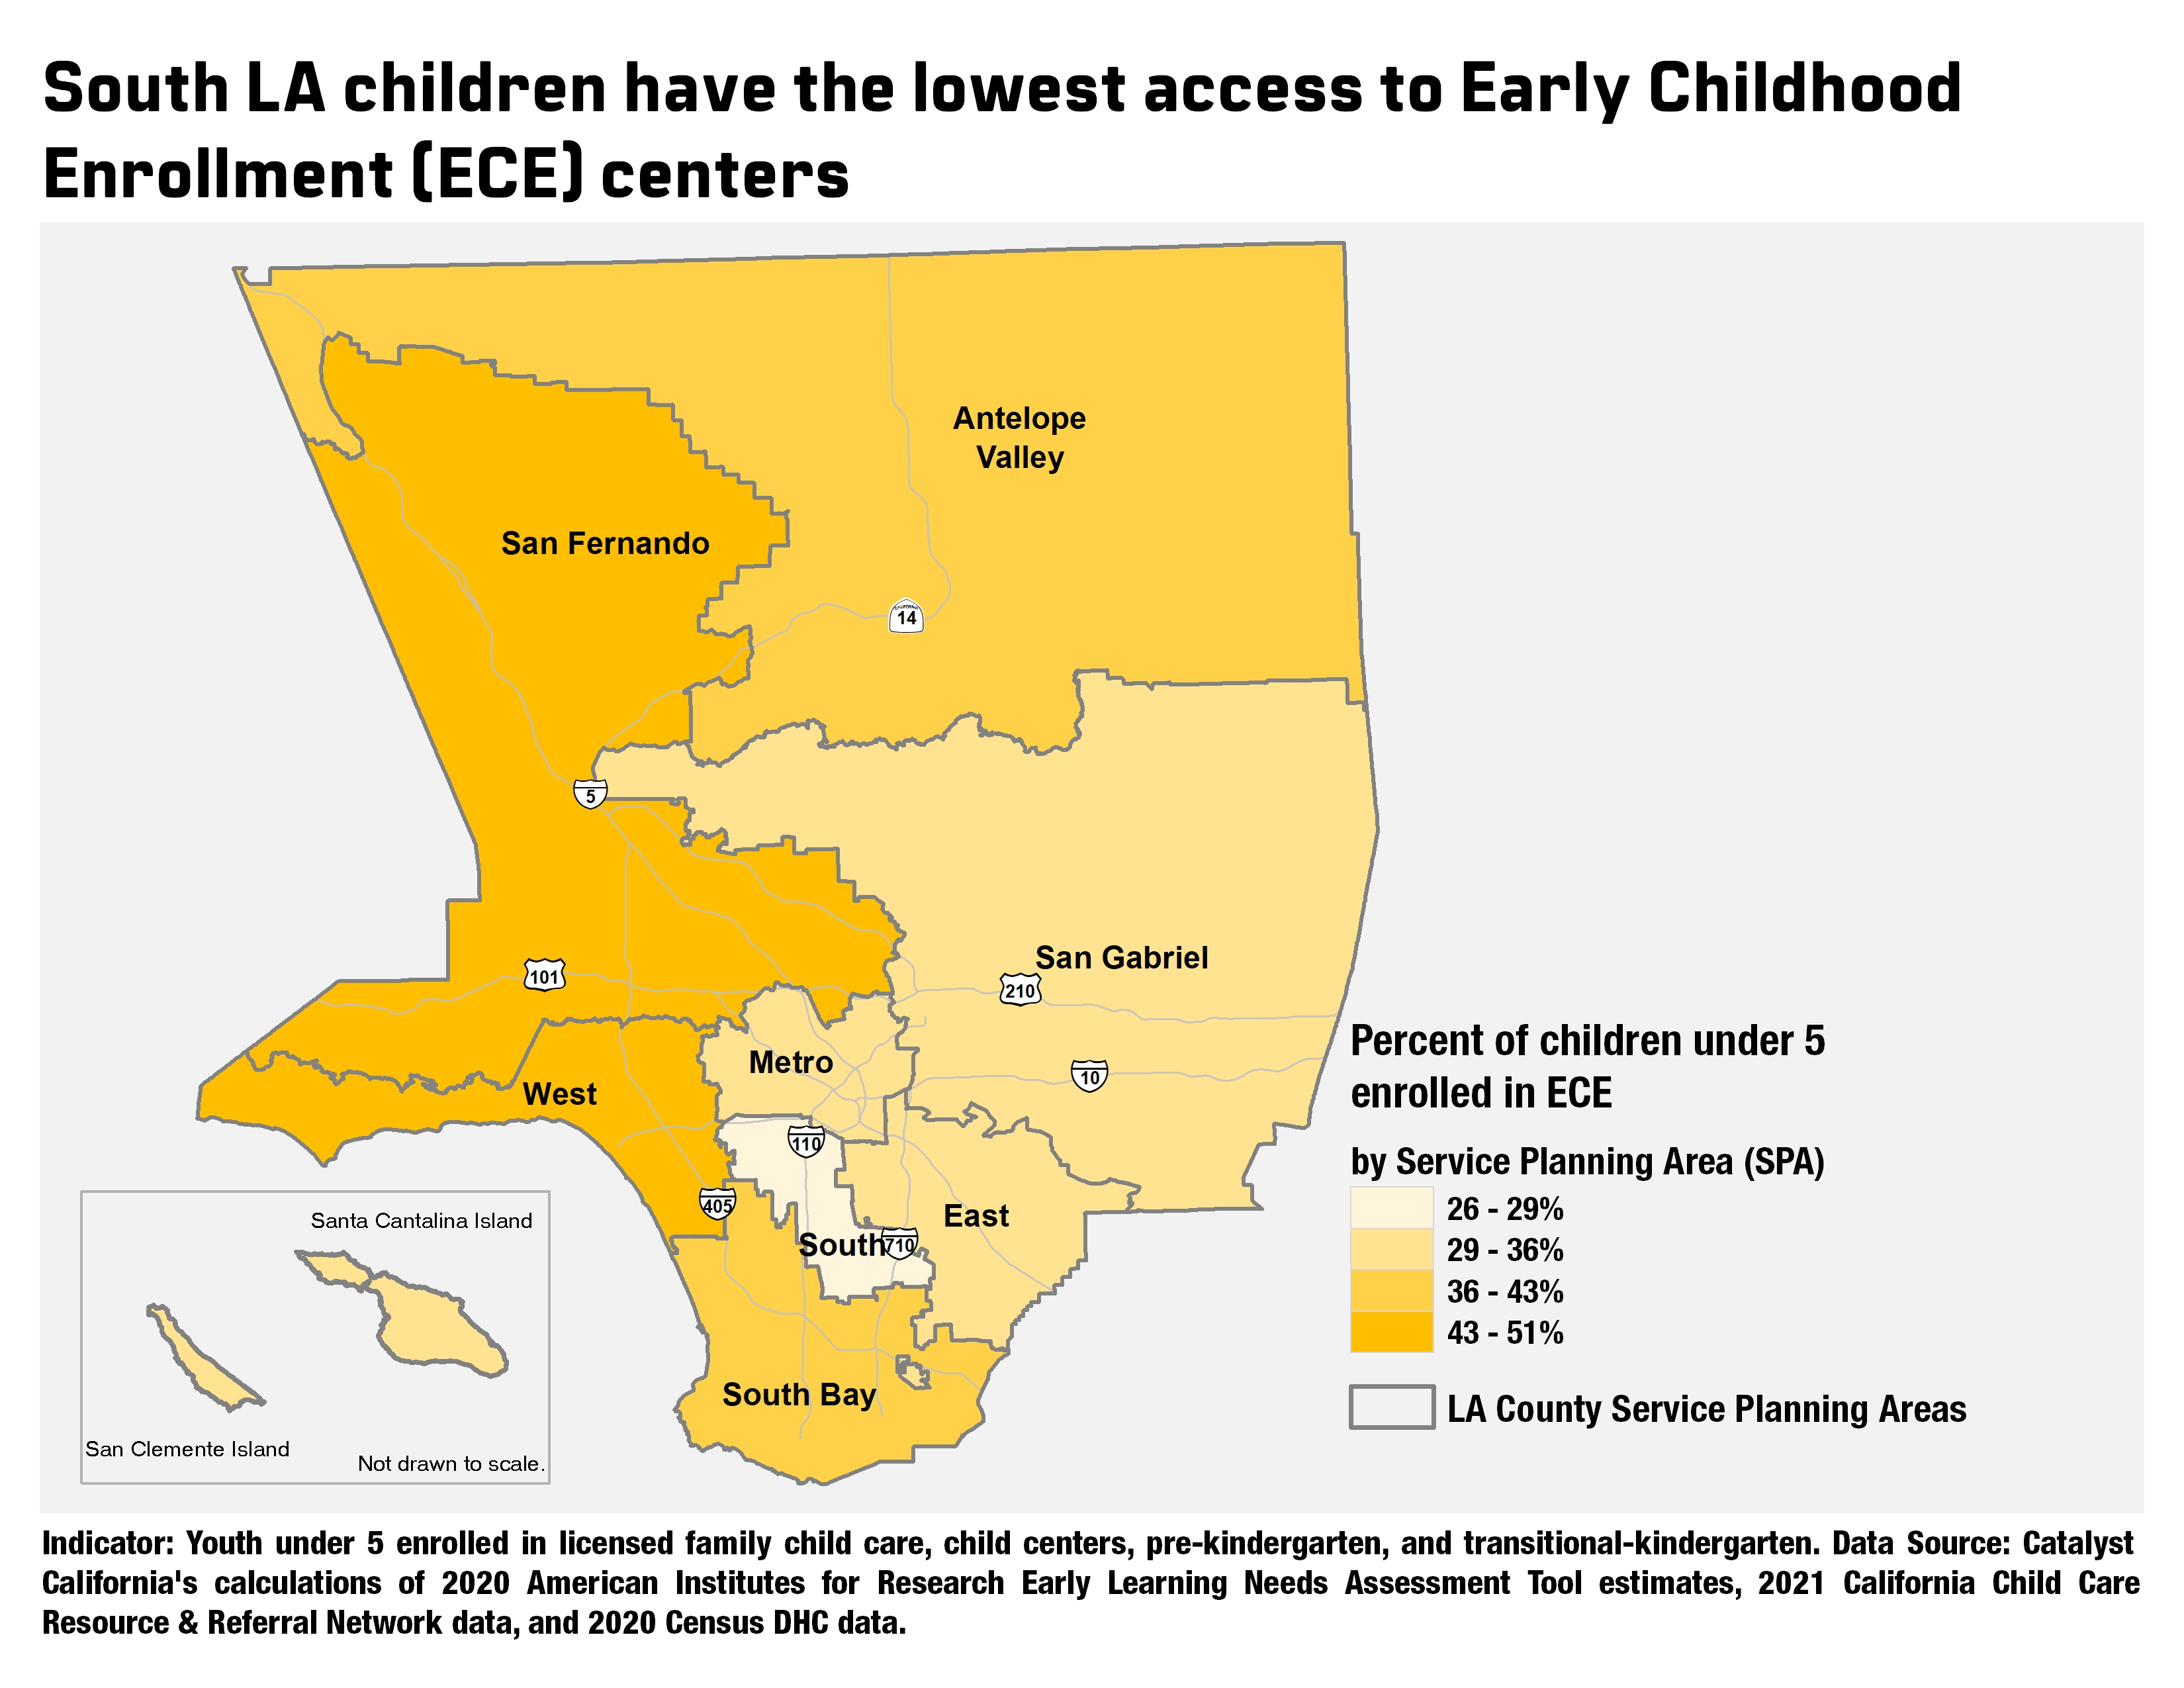 South LA children have the lowest access to Early Childhood
Enrollment (ECE) centers
Antelope
Valley
San Fernando
CALIFORNIA
14
5
San Gabriel
101
210
Metro
10
West
110
405
East
South
710
South Bay
Santa Cantalina Island
San Clemente Island
Not drawn to scale.
Percent of children under 5
enrolled in ECE
by Service Planning Area (SPA)
26 - 29%
29 - 36%
36 - 43%
43 - 51%
LA County Service Planning Areas
Indicator: Youth under 5 enrolled in licensed family child care, child centers, pre-kindergarten, and transitional-kindergarten. Data Source: Catalyst
California's calculations of 2020 American Institutes for Research Early Learning Needs Assessment Tool estimates, 2021 California Child Care
Resource & Referral Network data, and 2020 Census DHC data.